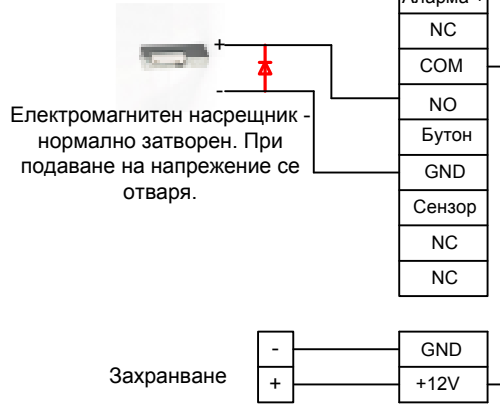 Аларма +
NC
COM
NO
Бутон
GND
Сензор
NC
NC
+
-
Електромагнитен насрещник -
нормално затворен. При
подаване на напрежение се
отваря.
Захранване
-
+
GND
+12V